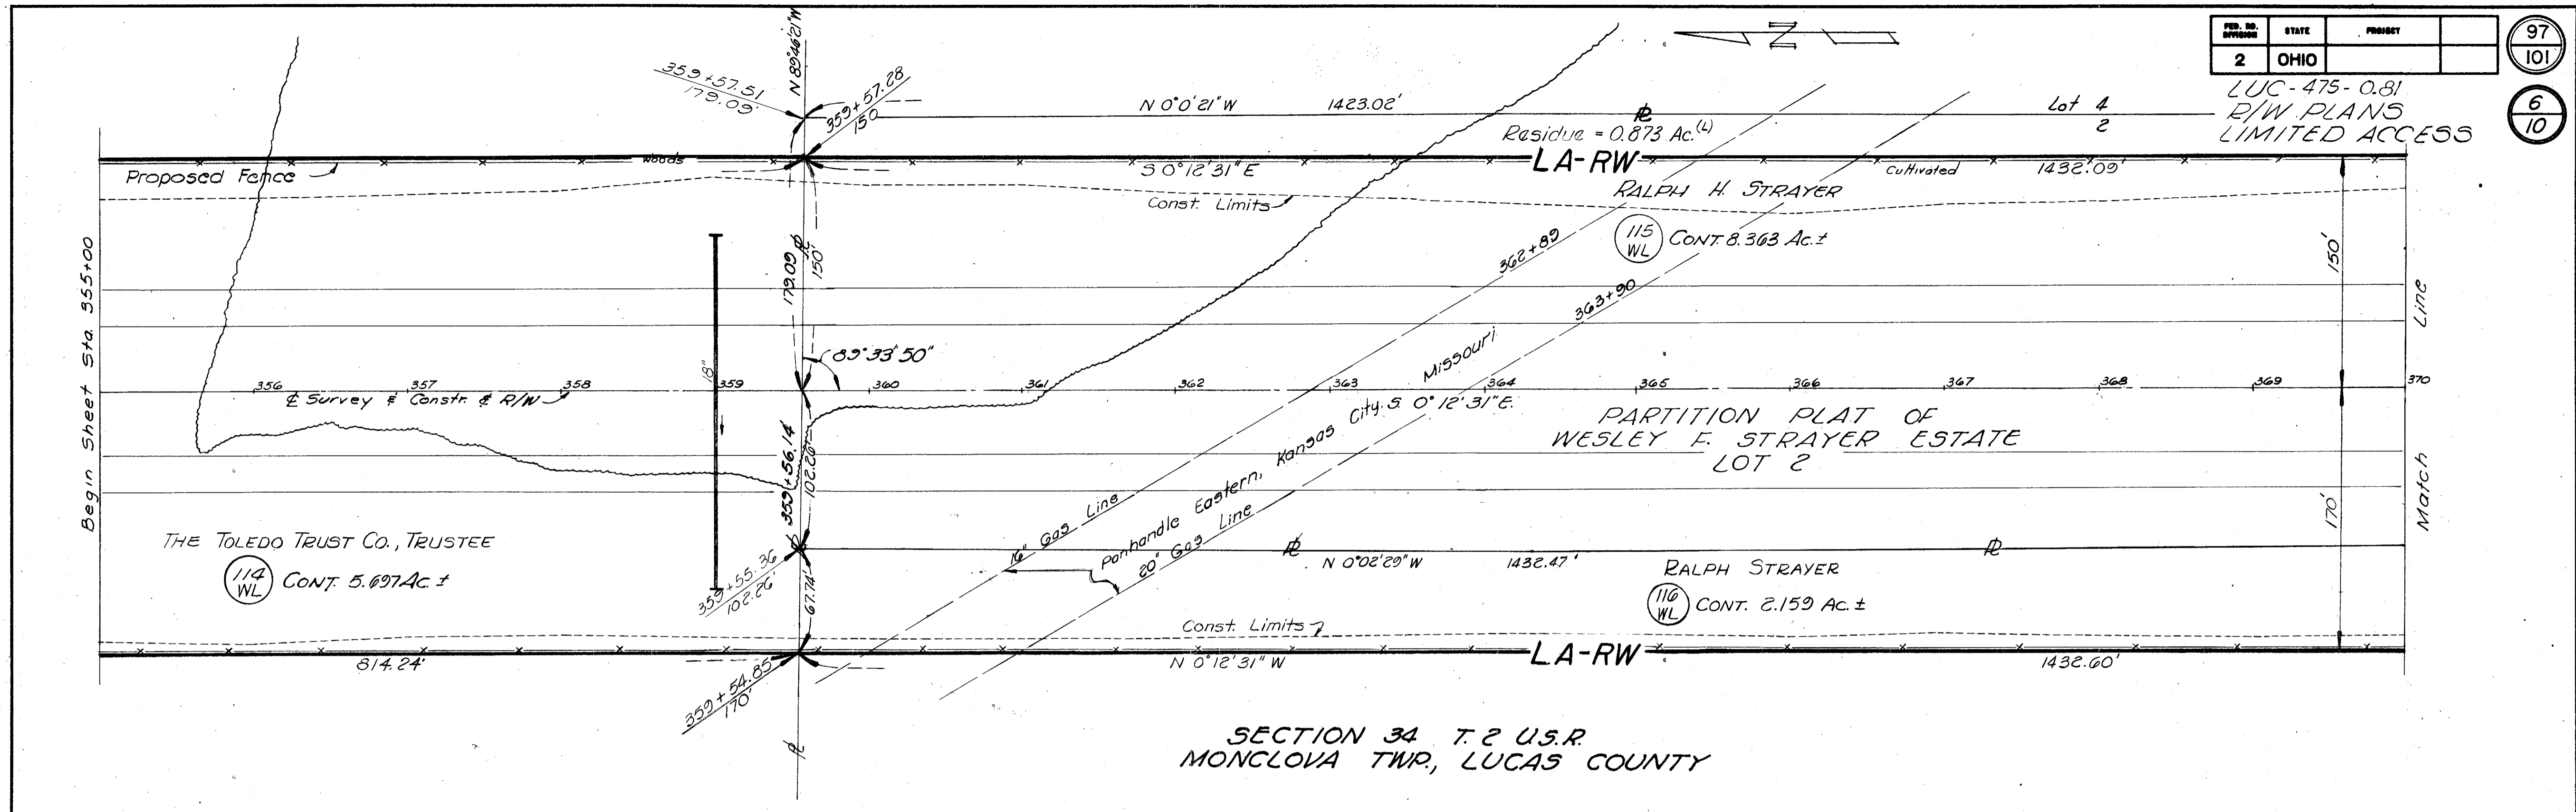 FED. RD. DIVISION STATE PROJECT
2 OHIO
97
101
LUC-475-0.81
R/W PLANS
LIMITED ACCESS
6
10
N 89°46'21"W
359+57.51
179.09'
359+57.28
150'
N 0°0'21" W 1423.02'
Residue = 0.873 Ac.(L)
Lot 4
2
Proposed Fence
Woods
S 0°12'31" E
LA-RW
Cultivated
1432.09'
Const. Limits
RALPH H. STRAYER
115
WL
CONT. 8.363 Ac.±
362+89
363+90
Begin Sheet Sta. 355+00
179.09'
150'
18"
89°33'50"
150'
Match Line
356 357 358 359 360 361 362 363 364 365 366 367 368 369 370
℄ Survey & Constr. & R/W
Missouri
Panhandle Eastern, Kansas City. S. 0°12'31"E.
PARTITION PLAT OF
WESLEY F. STRAYER ESTATE
LOT 2
359+56.14
102.26'
16" Gas Line
20" Gas Line
170'
THE TOLEDO TRUST CO., TRUSTEE
114
WL
CONT. 5.697 Ac. ±
359+55.36
102.26'
67.74'
N 0°02'29" W 1432.47'
RALPH STRAYER
116
WL
CONT. 2.159 Ac. ±
Const. Limits
814.24'
N 0°12'31" W
LA-RW
1432.60'
359+54.85
170'
SECTION 34 T. 2 U.S.R.
MONCLOVA TWP., LUCAS COUNTY